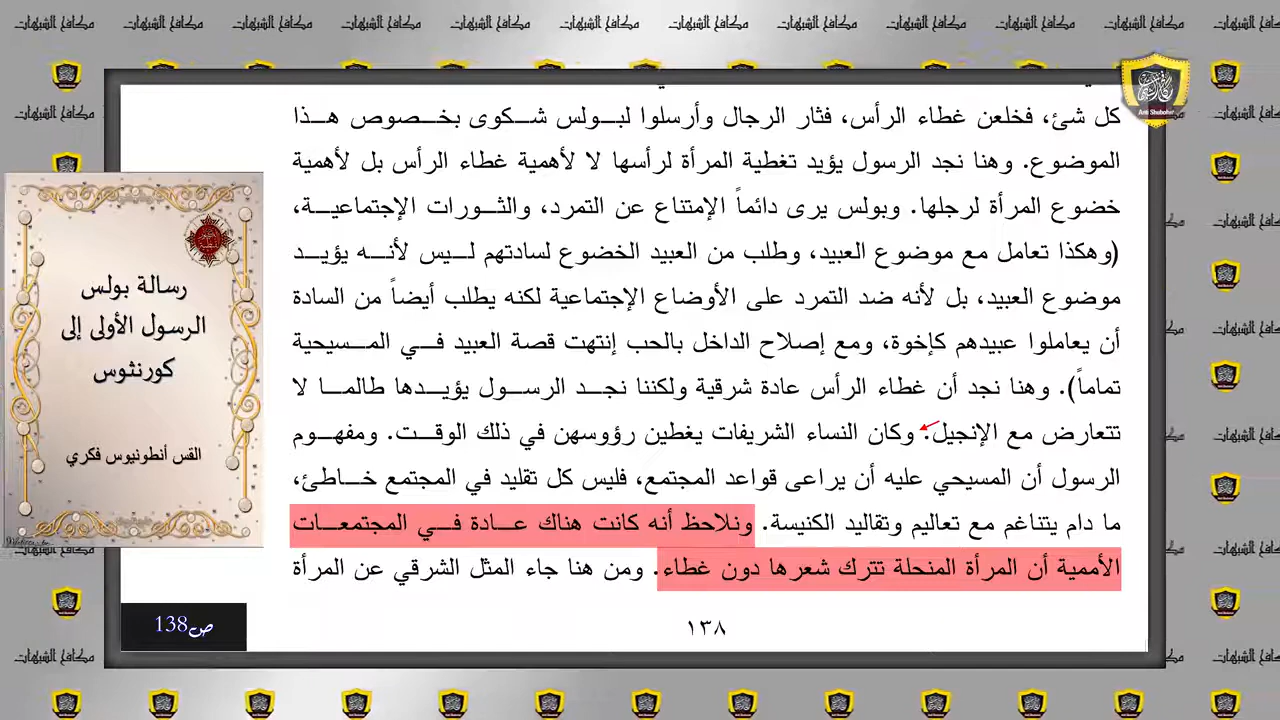 كل شئ، فخلعن غطاء الرأس، فثار الرجال وأرسلوا لبولس شكوى بخصوص هذا
الموضوع. وهنا نجد الرسول يؤيد تغطية المرأة لرأسها لا لأهمية غطاء الرأس بل لأهمية
خضوع المرأة لرجلها. وبولس يرى دائماً الإمتناع عن التمرد، والثورات الإجتماعية،
(وهكذا تعامل مع موضوع العبيد، وطلب من العبيد الخضوع لسادتهم ليس لأنه يؤيد
موضوع العبيد، بل لأنه ضد التمرد على الأوضاع الإجتماعية لكنه يطلب أيضاً من السادة
أن يعاملوا عبيدهم كإخوة، ومع إصلاح الداخل بالحب إنتهت قصة العبيد في المسيحية
تماماً). وهنا نجد أن غطاء الرأس عادة شرقية ولكننا نجد الرسول يؤيدها طالما لا
تتعارض مع الإنجيل. وكان النساء الشريفات يغطين رؤوسهن في ذلك الوقت. ومفهوم
الرسول أن المسيحي عليه أن يراعى قواعد المجتمع، فليس كل تقليد في المجتمع خاطئ،
ما دام يتناغم مع تعاليم وتقاليد الكنيسة. ونلاحظ أنه كانت هناك عادة في المجتمعات
الأممية أن المرأة المنحلة تترك شعرها دون غطاء. ومن هنا جاء المثل الشرقي عن المرأة
١٣٨
ص138
رسالة بولس
الرسول الأولى إلى
كورنثوس
القس أنطونيوس فكري
مكافح الشبهات
Anti Shubohat